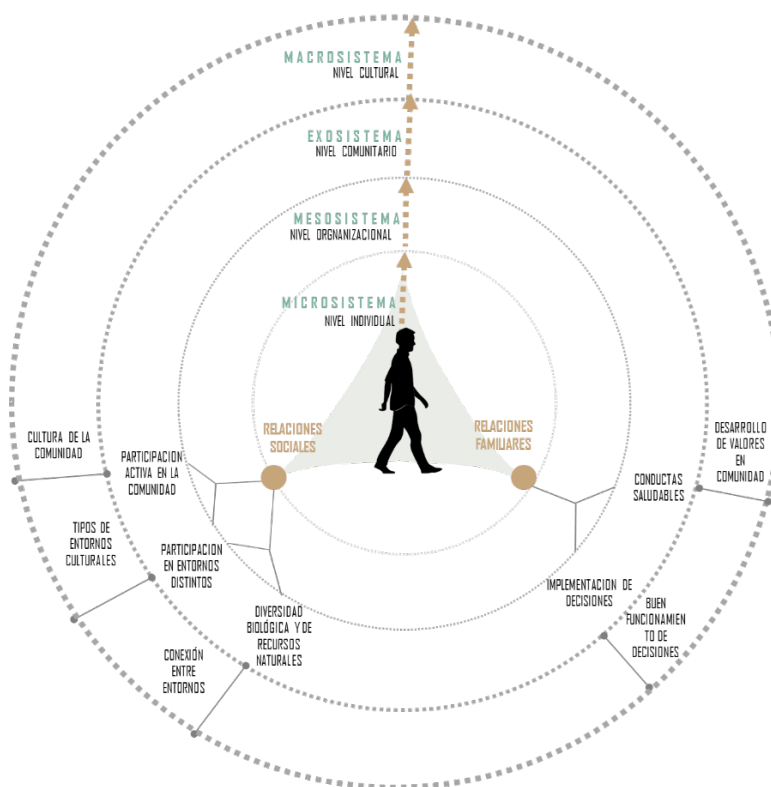 MACROSISTEMA
NIVEL CULTURAL
EXOSISTEMA
NIVEL COMUNITARIO
MESOSISTEMA
NIVEL ORGNANIZACIONAL
MICROSISTEMA
NIVEL INDIVIDUAL
RELACIONES
SOCIALES
RELACIONES
FAMILIARES
CULTURA DE LA
COMUNIDAD
PARTICIPACIÓN
ACTIVA EN LA
COMUNIDAD
TIPOS DE
ENTORNOS
CULTURALES
PARTICIPACION
EN ENTORNOS
DISTINTOS
DIVERSIDAD
BIOLÓGICA Y DE
RECURSOS
NATURALES
CONEXIÓN
ENTRE
ENTORNOS
DESARROLLO
DE VALORES
EN
COMUNIDAD
CONDUCTAS
SALUDABLES
IMPLEMENTACION DE
DECISIONES
BUEN
FUNCIONAMIEN
TO DE
DECISIONES